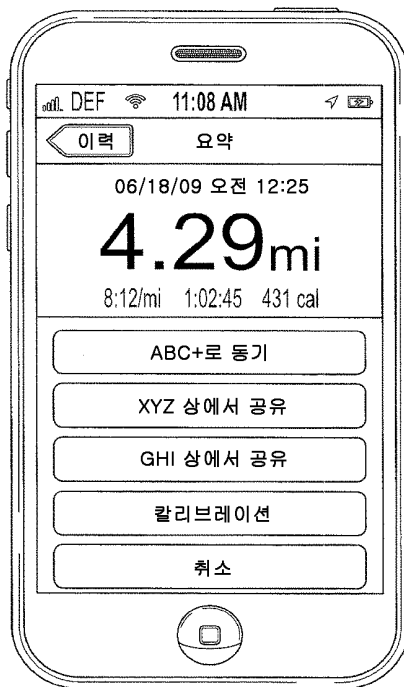 DEF 11:08 AM
이력 요약
06/18/09 오전 12:25
4.29mi
8:12/mi 1:02:45 431 cal
ABC+로 동기
XYZ 상에서 공유
GHI 상에서 공유
칼리브레이션
취소